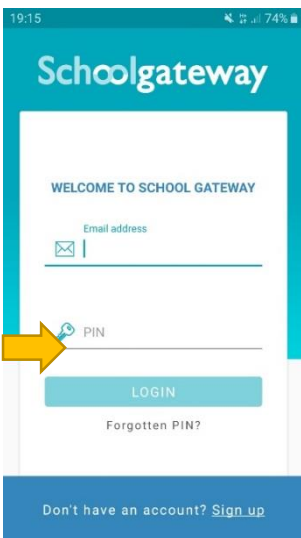 19:15
74%
Schoolgateway
WELCOME TO SCHOOL GATEWAY
Email address
PIN
LOGIN
Forgotten PIN?
Don't have an account? Sign up